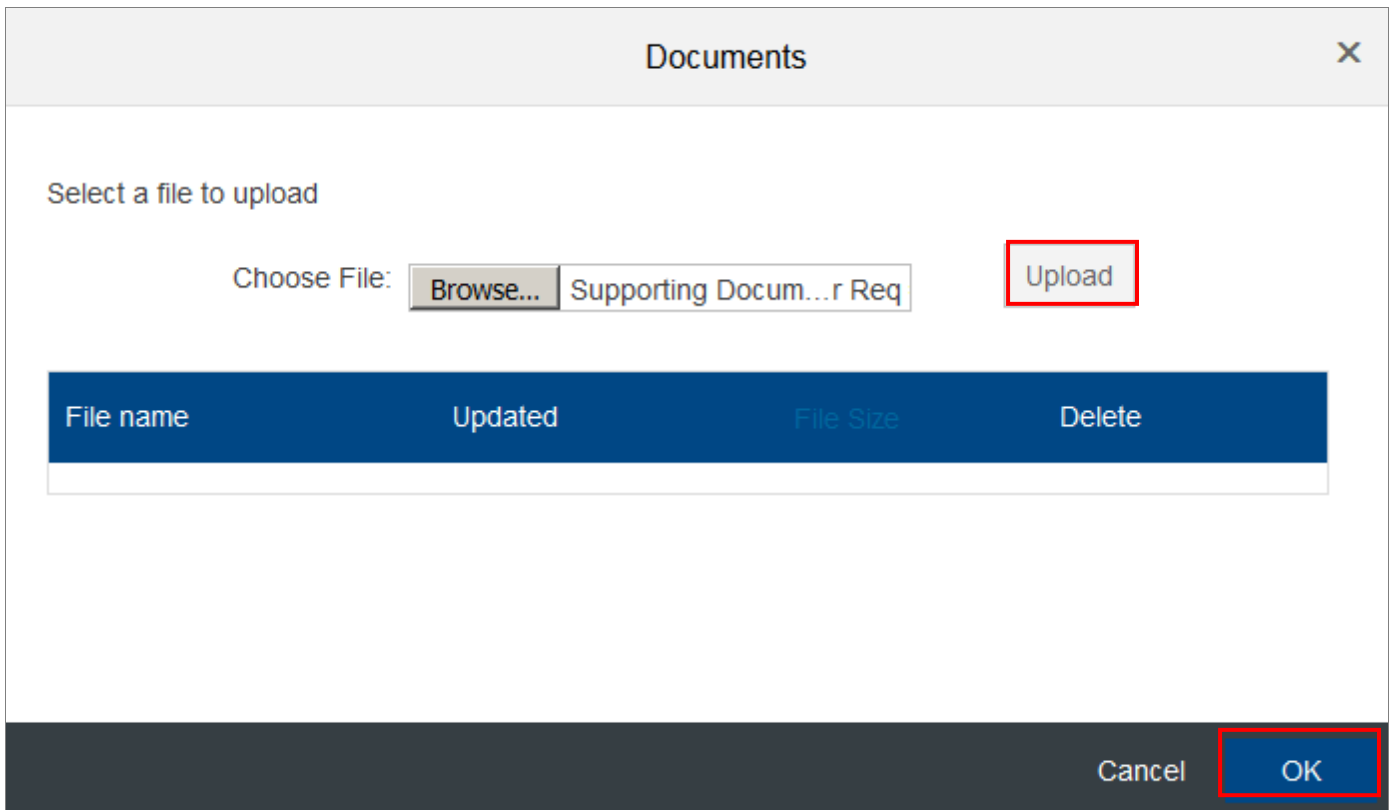 Documents ×
Select a file to upload
Choose File: Browse... Supporting Docum...r Req Upload
File name Updated File Size Delete
Cancel OK